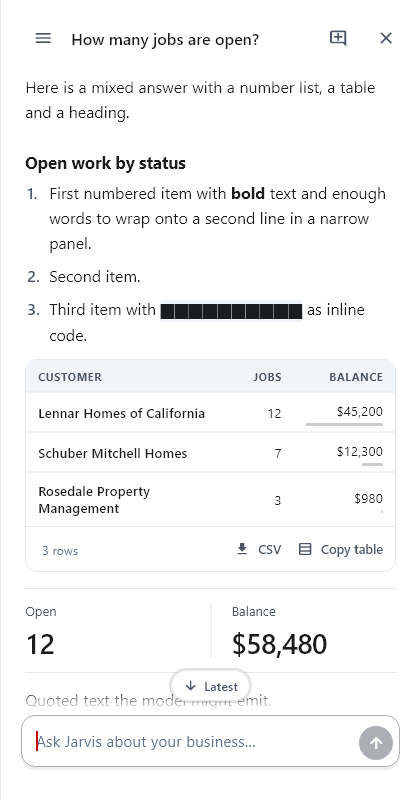 How many jobs are open?
Here is a mixed answer with a number list, a table
and a heading.
Open work by status
1. First numbered item with bold text and enough
words to wrap onto a second line in a narrow
panel.
2. Second item.
3. Third item with as inline
code.
CUSTOMER JOBS BALANCE
Lennar Homes of California 12 $45,200
Schuber Mitchell Homes 7 $12,300
Rosedale Property
Management 3 $980
3 rows CSV Copy table
Open Balance
12 $58,480
Latest
Quoted text the model might emit.
Ask Jarvis about your business...